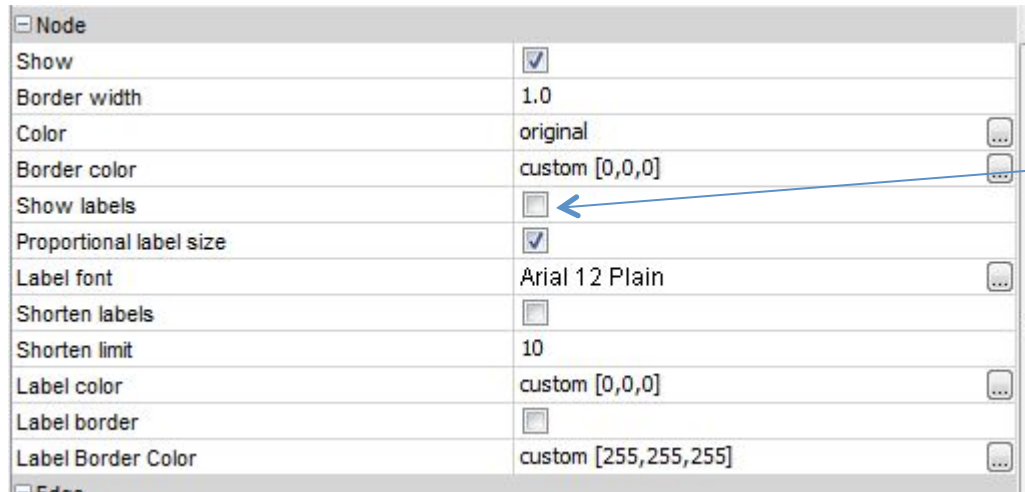 Node
Show
Border width 1.0
Color original ...
Border color custom [0,0,0] ...
Show labels
Proportional label size
Label font Arial 12 Plain ...
Shorten labels
Shorten limit 10
Label color custom [0,0,0] ...
Label border
Label Border Color custom [255,255,255] ...
Edge